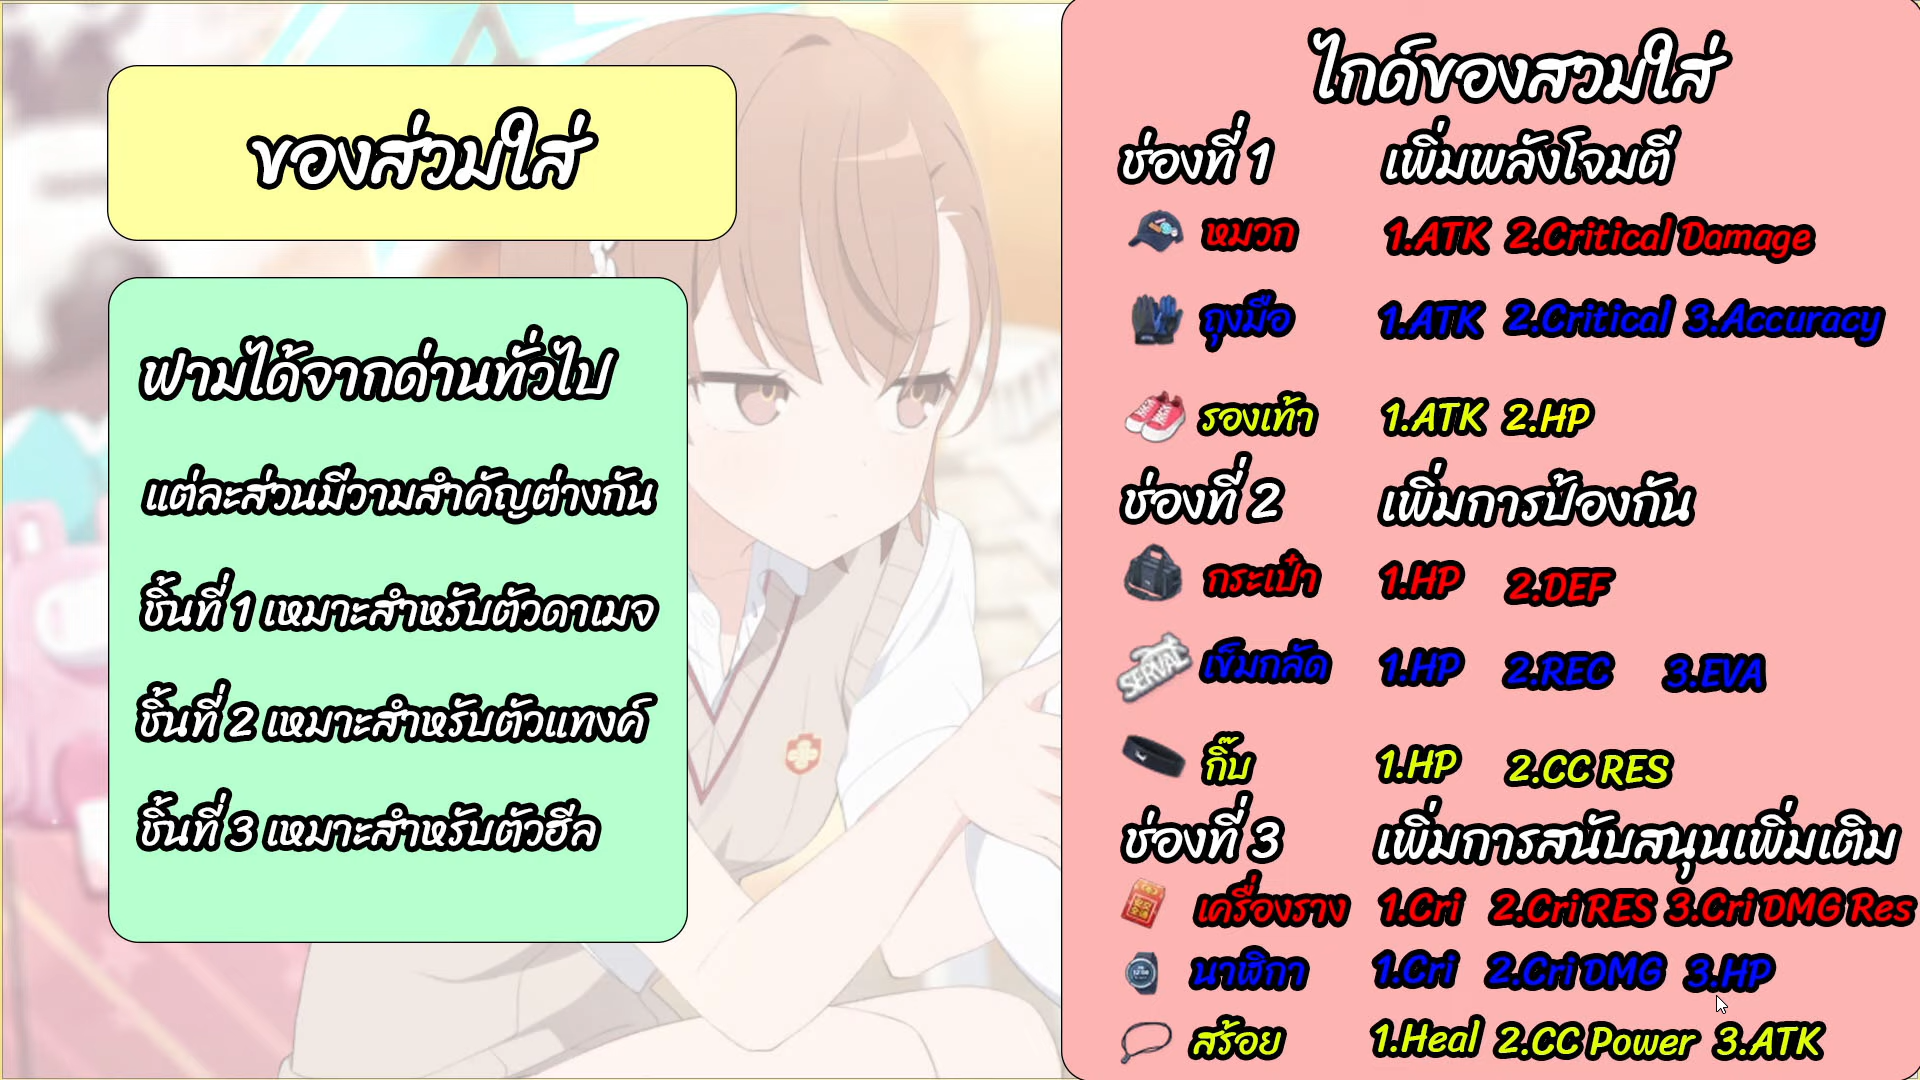 ของส่วมใส่
ฟามได้จากด่านทั่วไป
แต่ละส่วนมีวามสำคัญต่างกัน
ชิ้นที่ 1 เหมาะสำหรับตัวดาเมจ
ชิ้นที่ 2 เหมาะสำหรับตัวแทงค์
ชิ้นที่ 3 เหมาะสำหรับตัวฮีล
ไกด์ของสวมใส่
ช่องที่ 1 เพิ่มพลังโจมตี
หมวก 1.ATK 2.Critical Damage
ถุงมือ 1.ATK 2.Critical 3.Accuracy
รองเท้า 1.ATK 2.HP
ช่องที่ 2 เพิ่มการป้องกัน
กระเป๋า 1.HP 2.DEF
SERVAL เข็มกลัด 1.HP 2.REC 3.EVA
กิ๊บ 1.HP 2.CC RES
ช่องที่ 3 เพิ่มการสนับสนุนเพิ่มเติม
เครื่องราง 1.Cri 2.Cri RES 3.Cri DMG Res
นาฬิกา 1.Cri 2.Cri DMG 3.HP
สร้อย 1.Heal 2.CC Power 3.ATK